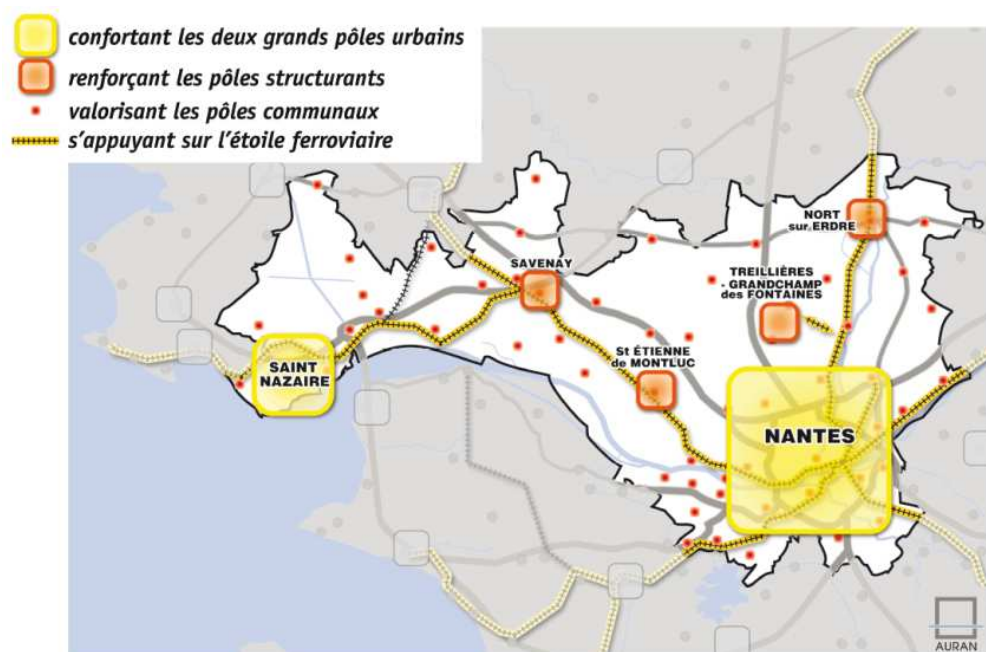 confortant les deux grands pôles urbains
renforçant les pôles structurants
valorisant les pôles communaux
s'appuyant sur l'étoile ferroviaire
NORT
sur ERDRE
SAVENAY
TREILLIÈRES
- GRANDCHAMP
des FONTAINES
St ÉTIENNE
de MONTLUC
SAINT
NAZAIRE
NANTES
AURAN